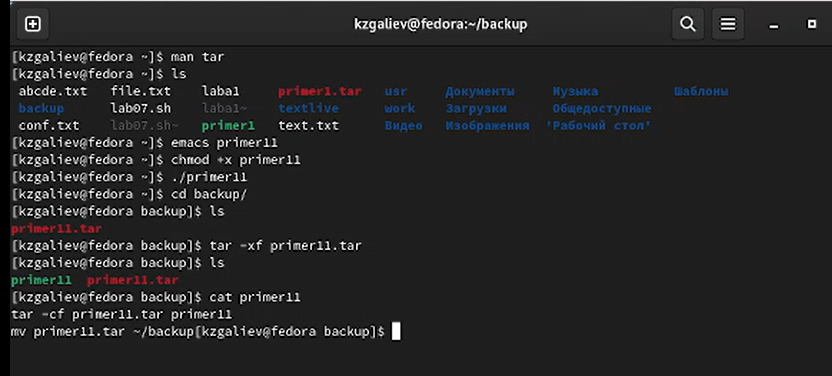 kzgaliev@fedora:~/backup
[kzgaliev@fedora ~]$ man tar
[kzgaliev@fedora ~]$ ls
abcde.txt file.txt laba1 primer1.tar usr Документы Музыка Шаблоны
backup lab07.sh laba1~ textlive work Загрузки Общедоступные
conf.txt lab07.sh~ primer1 text.txt Видео Изображения 'Рабочий стол'
[kzgaliev@fedora ~]$ emacs primer11
[kzgaliev@fedora ~]$ chmod +x primer11
[kzgaliev@fedora ~]$ ./primer11
[kzgaliev@fedora ~]$ cd backup/
[kzgaliev@fedora backup]$ ls
primer11.tar
[kzgaliev@fedora backup]$ tar -xf primer11.tar
[kzgaliev@fedora backup]$ ls
primer11 primer11.tar
[kzgaliev@fedora backup]$ cat primer11
tar -cf primer11.tar primer11
mv primer11.tar ~/backup[kzgaliev@fedora backup]$